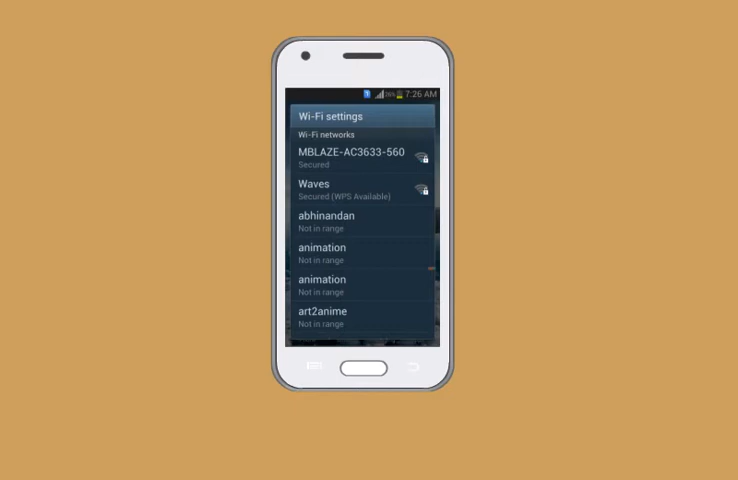 26% 7:26 AM
Wi-Fi settings
Wi-Fi networks
MBLAZE-AC3633-560
Secured
Waves
Secured (WPS Available)
abhinandan
Not in range
animation
Not in range
animation
Not in range
art2anime
Not in range